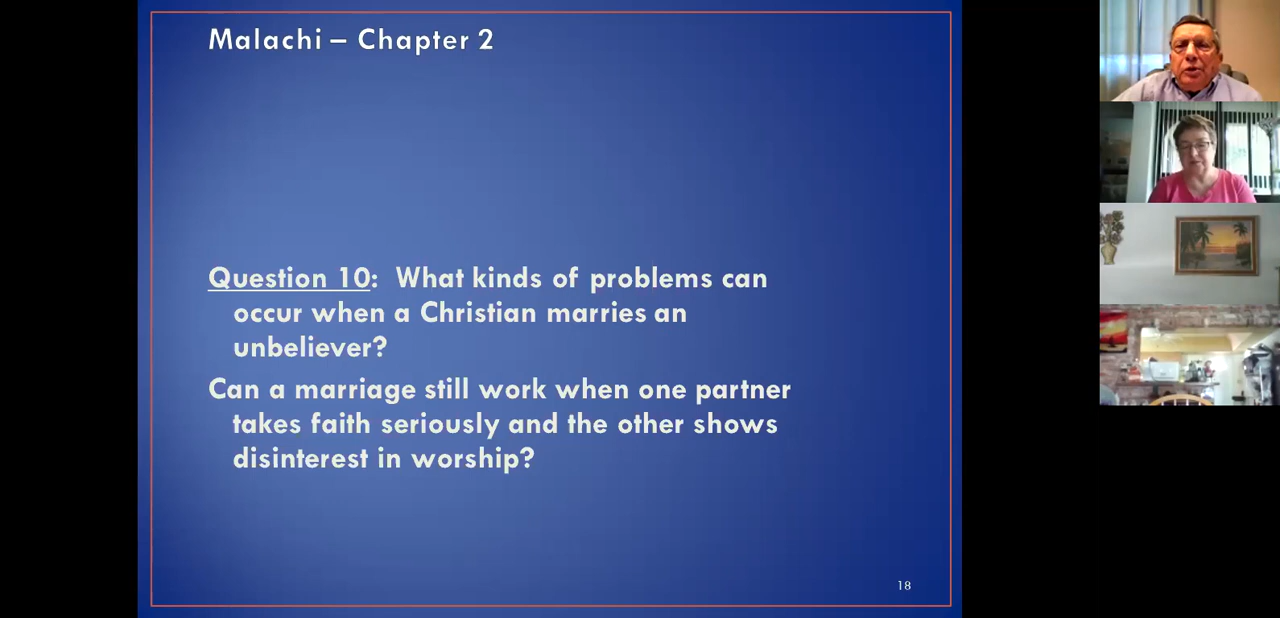 Malachi – Chapter 2
Question 10:  What kinds of problems can
occur when a Christian marries an
unbeliever?
Can a marriage still work when one partner
takes faith seriously and the other shows
disinterest in worship?
18